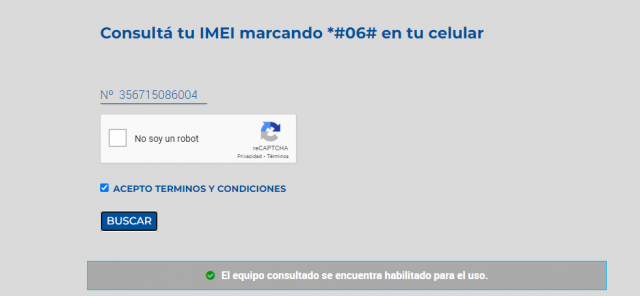 Consultá tu IMEI marcando *#06# en tu celular
Nº 356715086004
No soy un robot
reCAPTCHA
Privacidad - Términos
ACEPTO TERMINOS Y CONDICIONES
BUSCAR
El equipo consultado se encuentra habilitado para el uso.